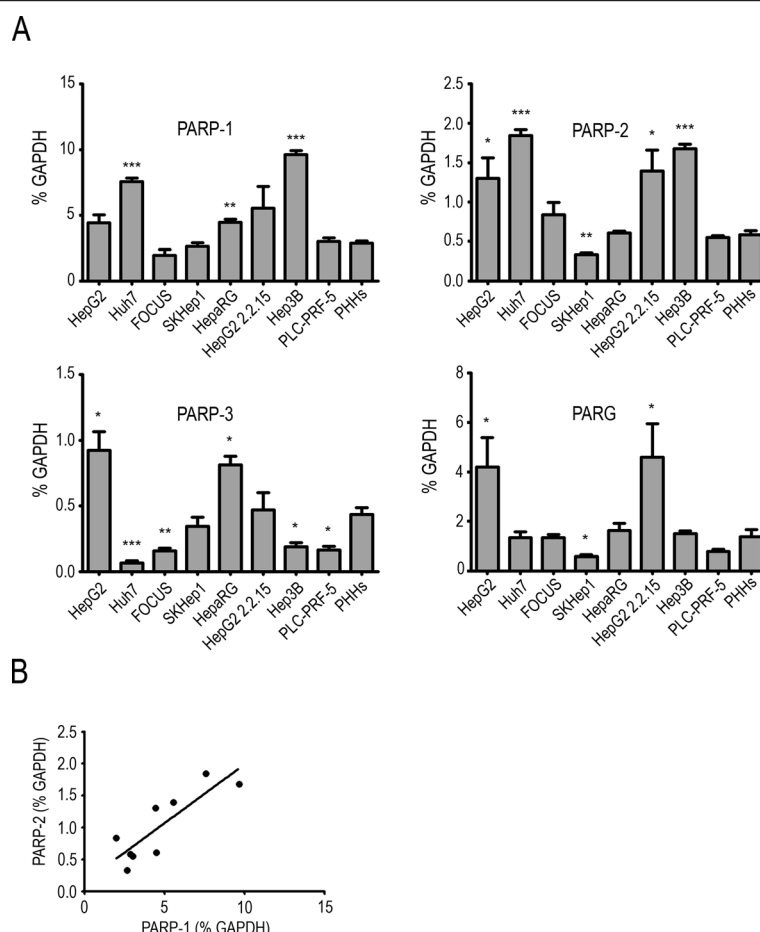 A
PARP-1
% GAPDH
15
10
5
0
***
**
***
HepG2
Huh7
FOCUS
SKHep1
HepaRG
HepG2 2.2.15
Hep3B
PLC-PRF-5
PHHs
PARP-2
% GAPDH
2.5
2.0
1.5
1.0
0.5
0.0
*
***
**
*
***
HepG2
Huh7
FOCUS
SKHep1
HepaRG
HepG2 2.2.15
Hep3B
PLC-PRF-5
PHHs
PARP-3
% GAPDH
1.5
1.0
0.5
0.0
*
***
**
*
*
*
HepG2
Huh7
FOCUS
SKHep1
HepaRG
HepG2 2.2.15
Hep3B
PLC-PRF-5
PHHs
PARG
% GAPDH
8
6
4
2
0
*
*
*
HepG2
Huh7
FOCUS
SKHep1
HepaRG
HepG2 2.2.15
Hep3B
PLC-PRF-5
PHHs
B
PARP-2 (% GAPDH)
2.5
2.0
1.5
1.0
0.5
0.0
0
5
10
15
PARP-1 (% GAPDH)